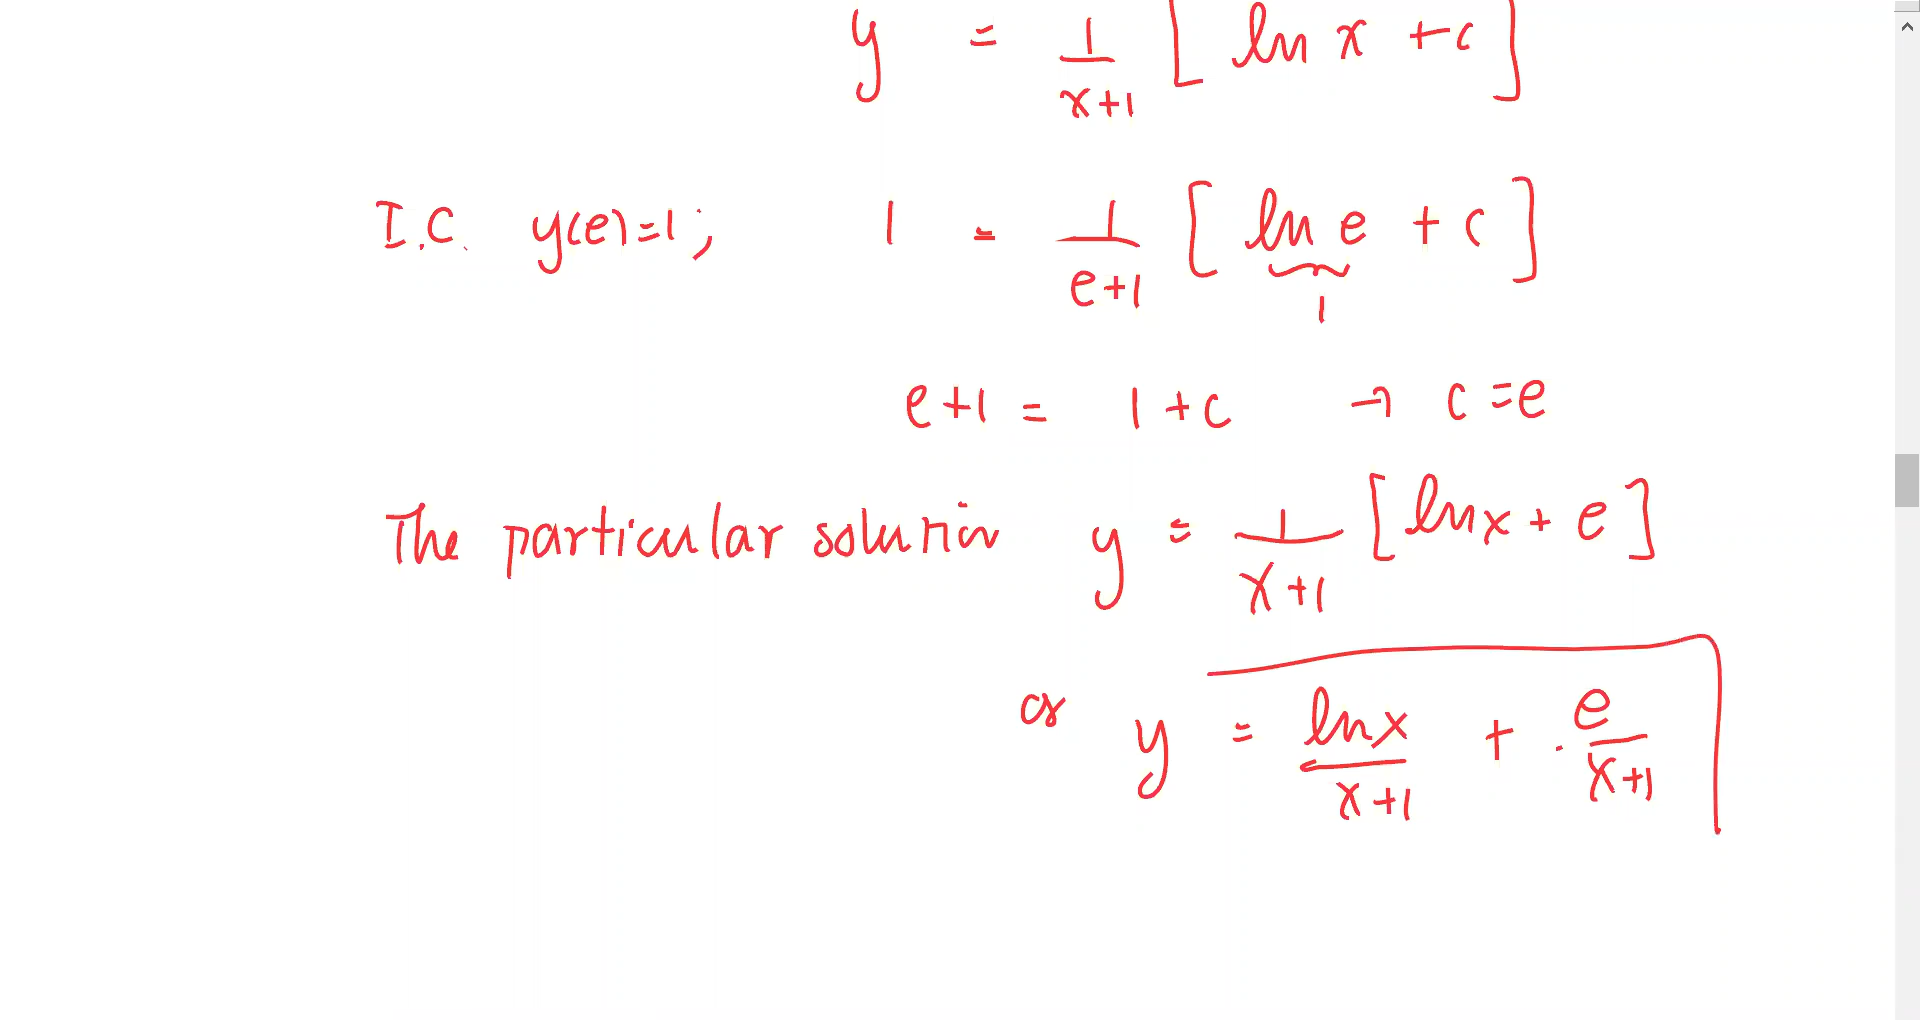 y = 1/(x+1) [ ln x + c ]
I.C. y(e) = 1; 1 = 1/(e+1) [ ln e + c ]
1
e+1 = 1+c → c = e
The particular solution y = 1/(x+1) [ ln x + e ]
or y = ln x/(x+1) + e/(x+1)